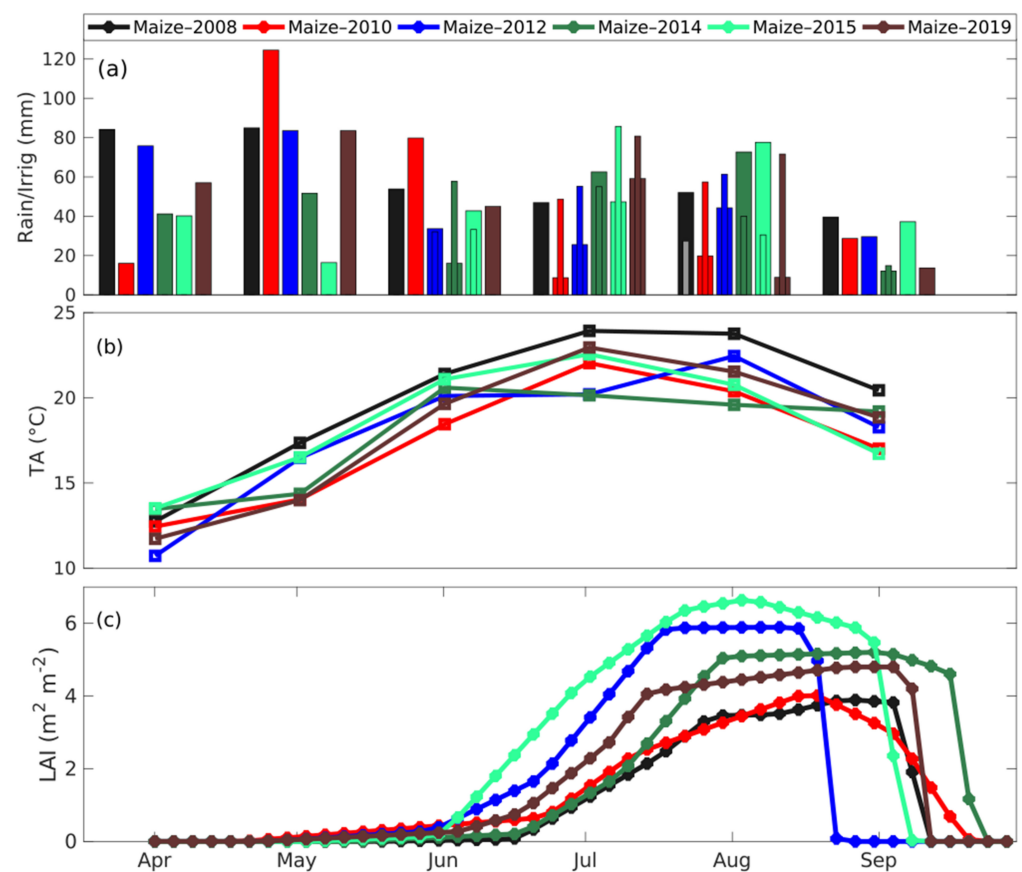 Maize–2008 Maize–2010 Maize–2012 Maize–2014 Maize–2015 Maize–2019
(a)
Rain/Irrig (mm)
120
100
80
60
40
20
0
(b)
TA (°C)
25
20
15
10
(c)
LAI (m² m⁻²)
6
4
2
0
Apr May Jun Jul Aug Sep